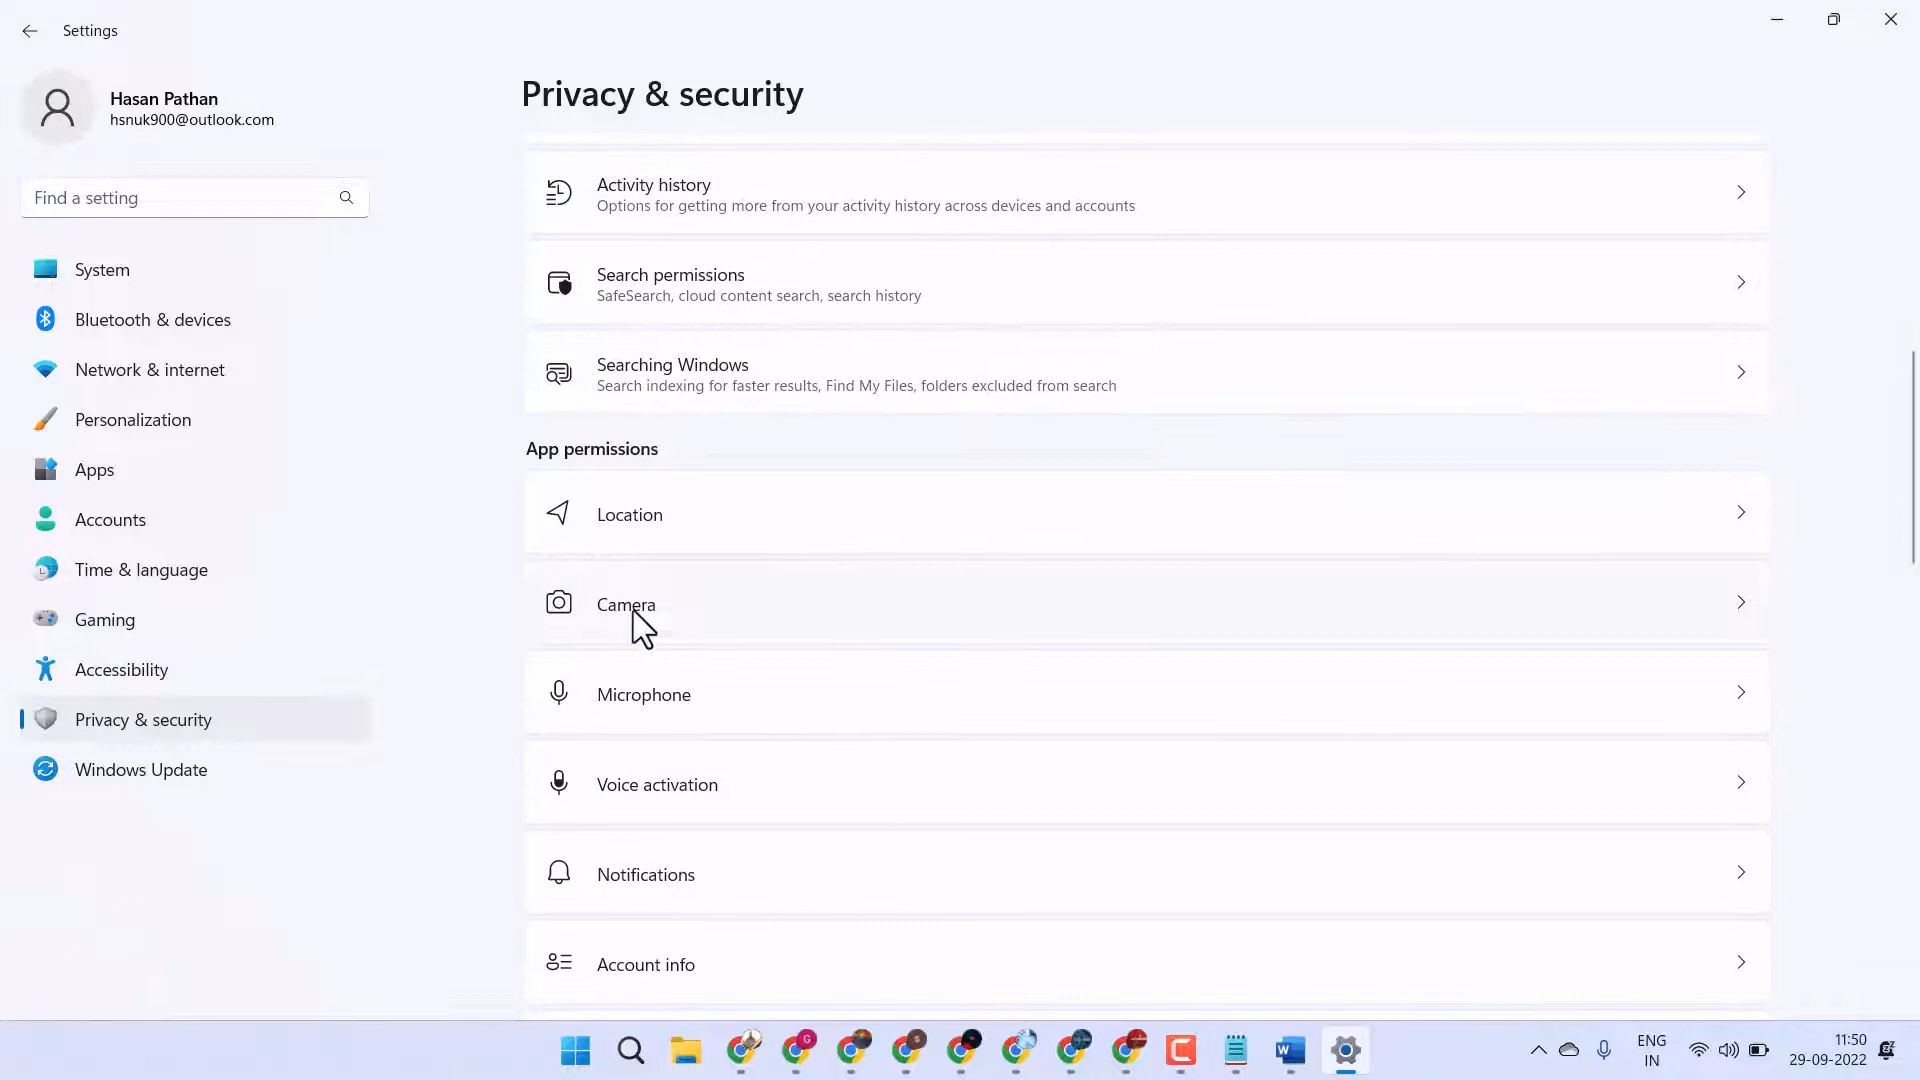 Settings
Hasan Pathan
hsnuk900@outlook.com
Find a setting
System
Bluetooth & devices
Network & internet
Personalization
Apps
Accounts
Time & language
Gaming
Accessibility
Privacy & security
Windows Update
Privacy & security
Activity history
Options for getting more from your activity history across devices and accounts
Search permissions
SafeSearch, cloud content search, search history
Searching Windows
Search indexing for faster results, Find My Files, folders excluded from search
App permissions
Location
Camera
Microphone
Voice activation
Notifications
Account info
ENG
IN
11:50
29-09-2022